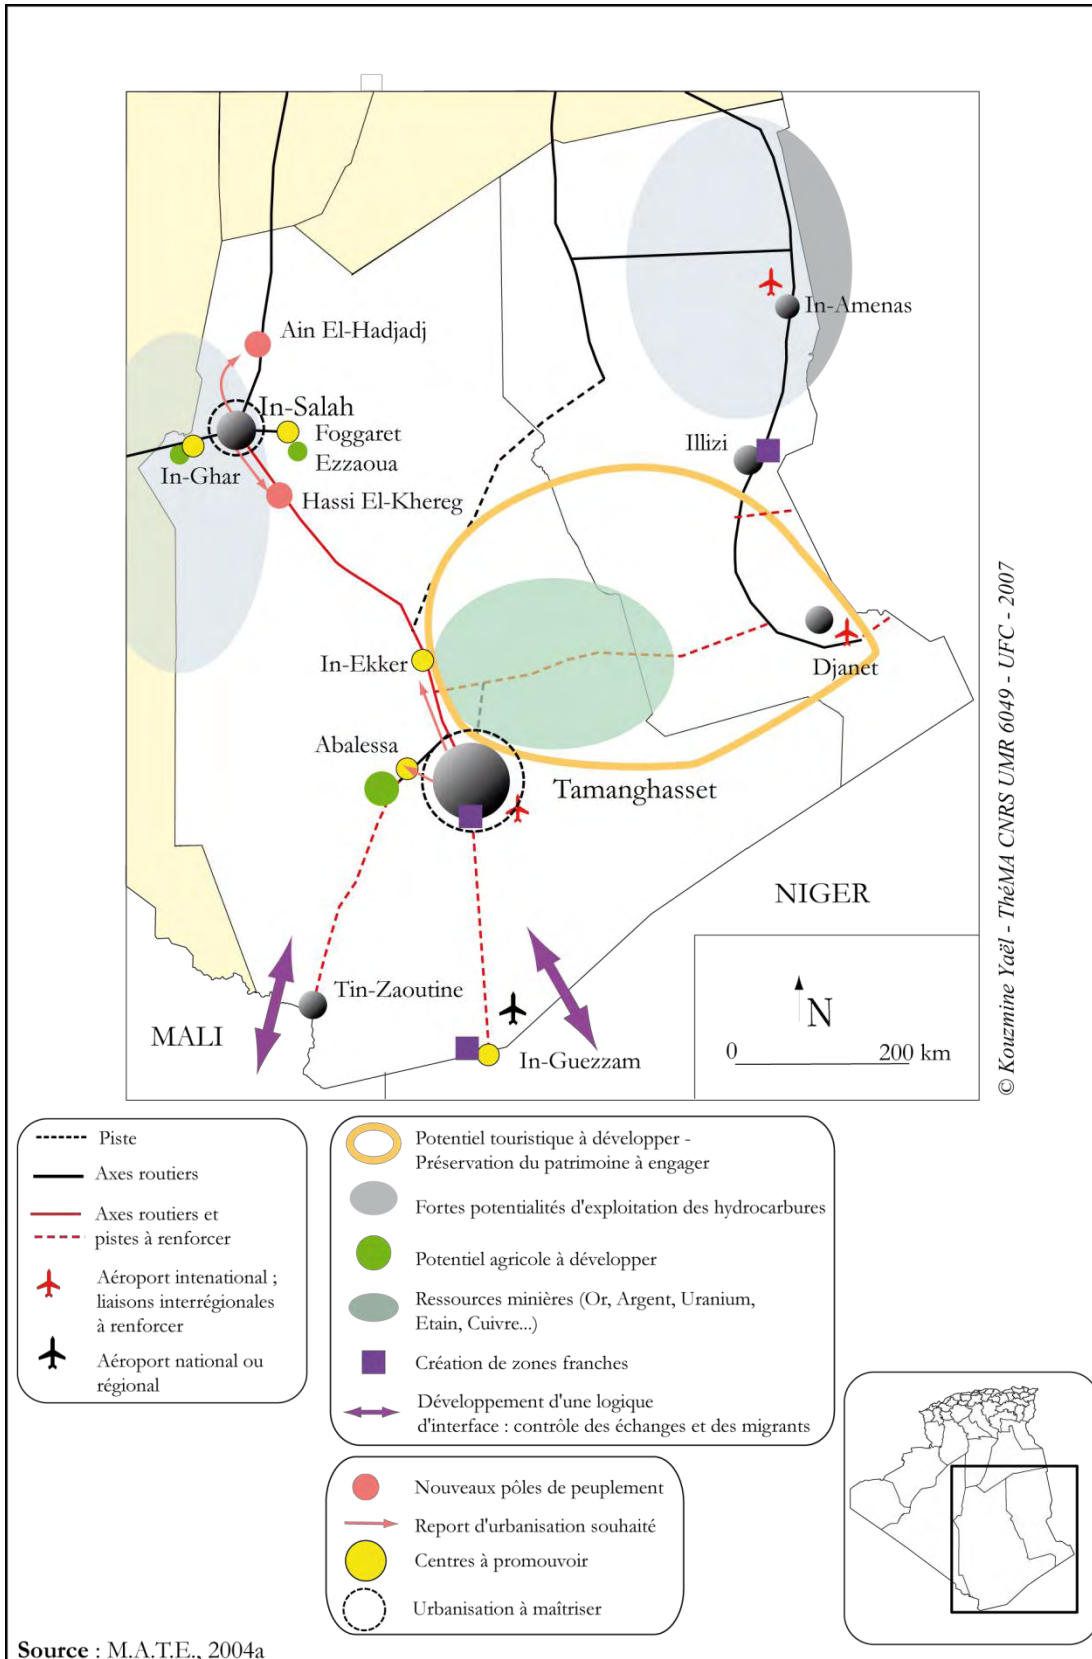 Ain El-Hadjadj
In-Amenas
In-Salah
Foggaret
Ezzaoua
In-Ghar
Hassi El-Khereg
Illizi
In-Ekker
Djanet
Abalessa
Tamanghasset
NIGER
Tin-Zaoutine
MALI
In-Guezzam
N
0 200 km
© Kouzmine Yaël - ThéMA CNRS UMR 6049 - UFC - 2007
Piste
Axes routiers
Axes routiers et
pistes à renforcer
Aéroport intenational ;
liaisons interrégionales
à renforcer
Aéroport national ou
régional
Potentiel touristique à développer -
Préservation du patrimoine à engager
Fortes potentialités d'exploitation des hydrocarbures
Potentiel agricole à développer
Ressources minières (Or, Argent, Uranium,
Etain, Cuivre...)
Création de zones franches
Développement d'une logique
d'interface : contrôle des échanges et des migrants
Nouveaux pôles de peuplement
Report d'urbanisation souhaité
Centres à promouvoir
Urbanisation à maîtriser
Source : M.A.T.E., 2004a